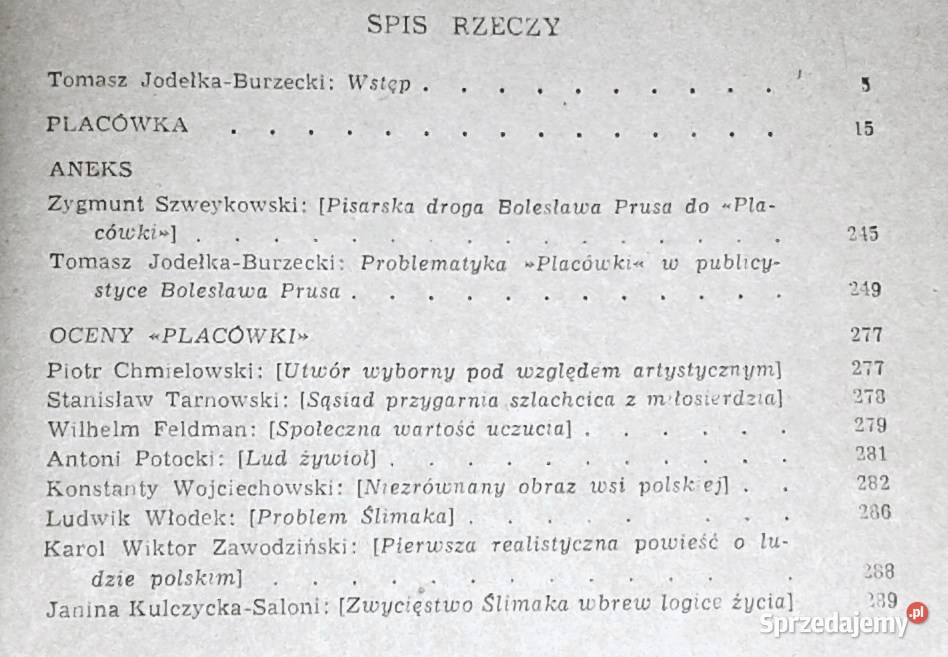 SPIS RZECZY
Tomasz Jodełka-Burzecki: Wstęp . . . . . . . . . . 5
PLACÓWKA . . . . . . . . . . . . . . . 15
ANEKS
Zygmunt Szweykowski: [Pisarska droga Bolesława Prusa do «Pla-
cówki»] . . . . . . . . . . . . . . . . 245
Tomasz Jodełka-Burzecki: Problematyka »Placówki« w publicy-
styce Bolesława Prusa . . . . . . . . . . . . 249
OCENY «PLACÓWKI» 277
Piotr Chmielowski: [Utwór wyborny pod względem artystycznym] 277
Stanisław Tarnowski: [Sąsiad przygarnia szlachcica z miłosierdzia] 278
Wilhelm Feldman: [Społeczna wartość uczucia] . . . . . . 279
Antoni Potocki: [Lud żywioł] . . . . . . . . . . . 281
Konstanty Wojciechowski: [Niezrównany obraz wsi polskiej] . . 282
Ludwik Włodek: [Problem Ślimaka] . . . . . . . . . 286
Karol Wiktor Zawodziński: [Pierwsza realistyczna powieść o lu-
dzie polskim] . . . . . . . . . . . . . . 288
Janina Kulczycka-Saloni: [Zwycięstwo Ślimaka wbrew logice życia] 289
Sprzedajemy.pl